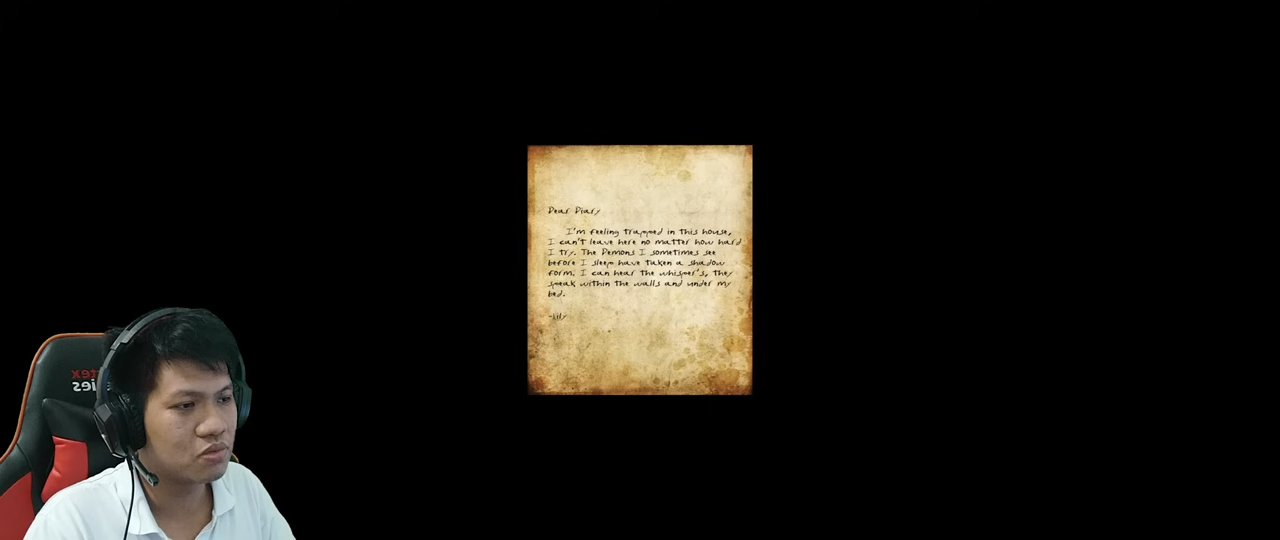 Dear Diary
I'm feeling trapped in this house,
I can't leave here no matter how hard
I try. The Demons I sometimes see
before I sleep have taken a shadow
form. I can hear the whisper's, they
speak within the walls and under my
bed.
-Lily